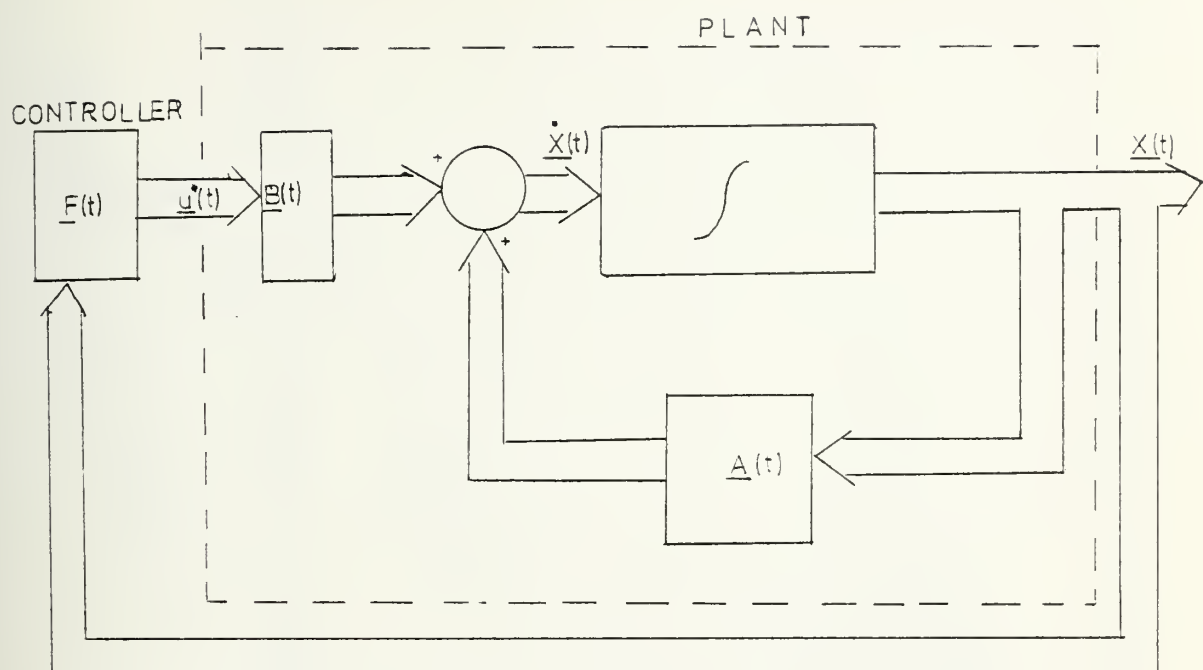 PLANT
CONTROLLER
F(t)
u*(t)
B(t)
+
+
Ẋ(t)
∫
X(t)
A(t)